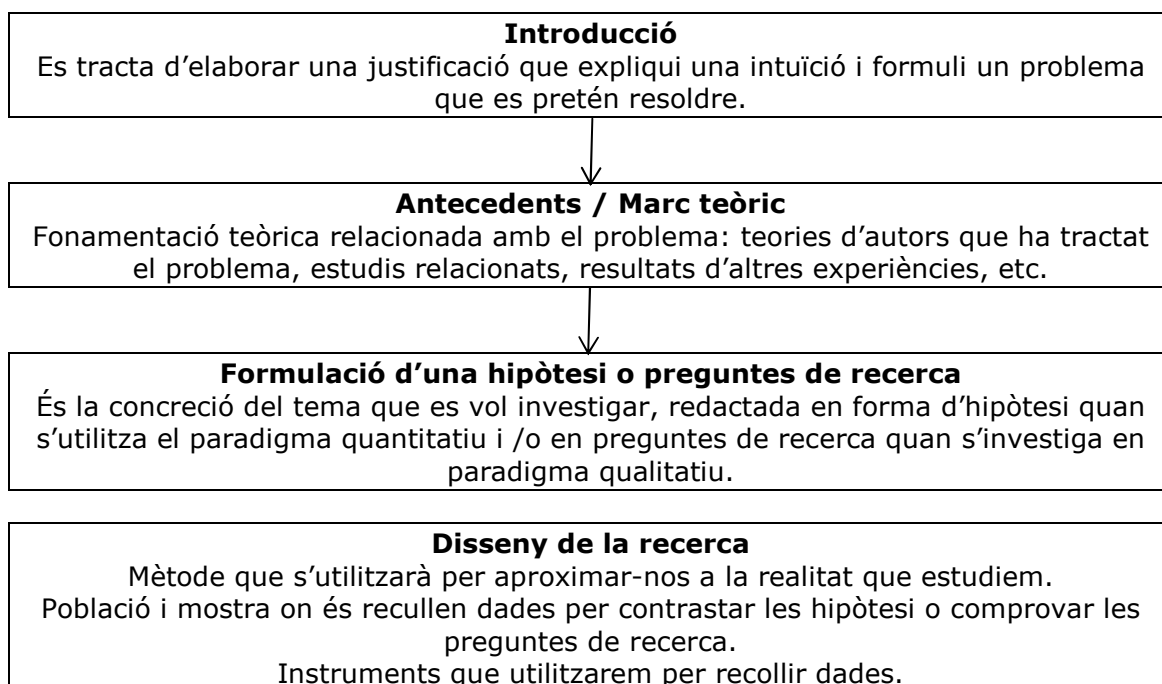 Introducció
Es tracta d’elaborar una justificació que expliqui una intuïció i formuli un problema
que es pretén resoldre.
Antecedents / Marc teòric
Fonamentació teòrica relacionada amb el problema: teories d’autors que ha tractat
el problema, estudis relacionats, resultats d’altres experiències, etc.
Formulació d’una hipòtesi o preguntes de recerca
És la concreció del tema que es vol investigar, redactada en forma d’hipòtesi quan
s’utilitza el paradigma quantitatiu i /o en preguntes de recerca quan s’investiga en
paradigma qualitatiu.
Disseny de la recerca
Mètode que s’utilitzarà per aproximar-nos a la realitat que estudiem.
Població i mostra on és recullen dades per contrastar les hipòtesi o comprovar les
preguntes de recerca.
Instruments que utilitzarem per recollir dades.